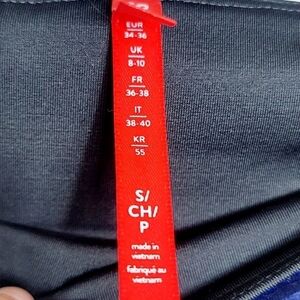 EUR
34-36
UK
8-10
FR
36-38
IT
38-40
KR
55
S/
CH/
P
made in
vietnam
fabriqué au
vietnam